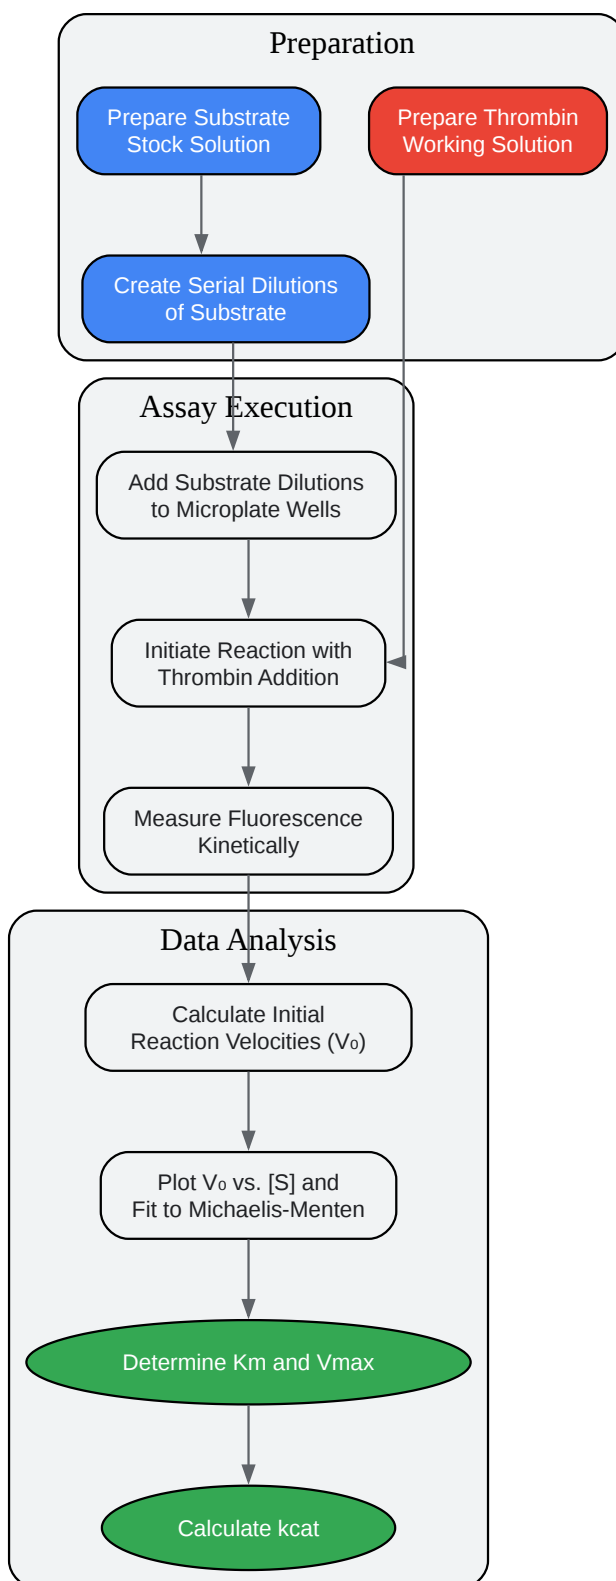 Preparation
Prepare Substrate
Stock Solution
Prepare Thrombin
Working Solution
Create Serial Dilutions
of Substrate
Assay Execution
Add Substrate Dilutions
to Microplate Wells
Initiate Reaction with
Thrombin Addition
Measure Fluorescence
Kinetically
Data Analysis
Calculate Initial
Reaction Velocities (V₀)
Plot V₀ vs. [S] and
Fit to Michaelis-Menten
Determine Km and Vmax
Calculate kcat